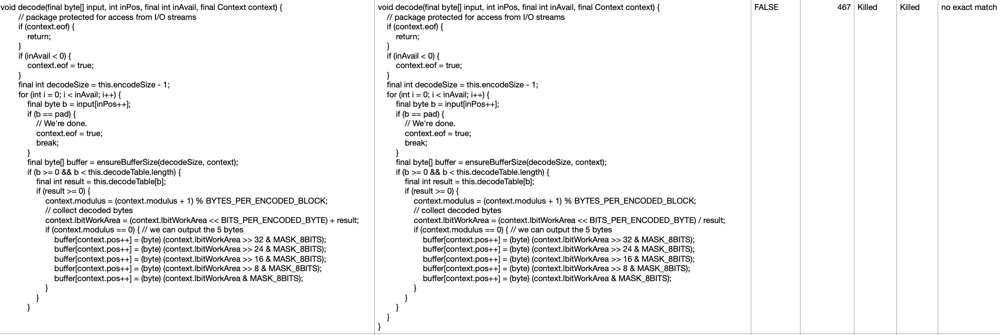 void decode(final byte[] input, int inPos, final int inAvail, final Context context) {
// package protected for access from I/O streams
if (context.eof) {
return;
}
if (inAvail < 0) {
context.eof = true;
}
final int decodeSize = this.encodeSize - 1;
for (int i = 0; i < inAvail; i++) {
final byte b = input[inPos++];
if (b == pad) {
// We're done.
context.eof = true;
break;
}
final byte[] buffer = ensureBufferSize(decodeSize, context);
if (b >= 0 && b < this.decodeTable.length) {
final int result = this.decodeTable[b];
if (result >= 0) {
context.modulus = (context.modulus + 1) % BYTES_PER_ENCODED_BLOCK;
// collect decoded bytes
context.lbitWorkArea = (context.lbitWorkArea << BITS_PER_ENCODED_BYTE) + result;
if (context.modulus == 0) { // we can output the 5 bytes
buffer[context.pos++] = (byte) (context.lbitWorkArea >> 32 & MASK_8BITS);
buffer[context.pos++] = (byte) (context.lbitWorkArea >> 24 & MASK_8BITS);
buffer[context.pos++] = (byte) (context.lbitWorkArea >> 16 & MASK_8BITS);
buffer[context.pos++] = (byte) (context.lbitWorkArea >> 8 & MASK_8BITS);
buffer[context.pos++] = (byte) (context.lbitWorkArea & MASK_8BITS);
}
}
}
void decode(final byte[] input, int inPos, final int inAvail, final Context context) {
// package protected for access from I/O streams
if (context.eof) {
return;
}
if (inAvail < 0) {
context.eof = true;
}
final int decodeSize = this.encodeSize - 1;
for (int i = 0; i < inAvail; i++) {
final byte b = input[inPos++];
if (b == pad) {
// We're done.
context.eof = true;
break;
}
final byte[] buffer = ensureBufferSize(decodeSize, context);
if (b >= 0 && b < this.decodeTable.length) {
final int result = this.decodeTable[b];
if (result >= 0) {
context.modulus = (context.modulus + 1) % BYTES_PER_ENCODED_BLOCK;
// collect decoded bytes
context.lbitWorkArea = (context.lbitWorkArea << BITS_PER_ENCODED_BYTE) / result;
if (context.modulus == 0) { // we can output the 5 bytes
buffer[context.pos++] = (byte) (context.lbitWorkArea >> 32 & MASK_8BITS);
buffer[context.pos++] = (byte) (context.lbitWorkArea >> 24 & MASK_8BITS);
buffer[context.pos++] = (byte) (context.lbitWorkArea >> 16 & MASK_8BITS);
buffer[context.pos++] = (byte) (context.lbitWorkArea >> 8 & MASK_8BITS);
buffer[context.pos++] = (byte) (context.lbitWorkArea & MASK_8BITS);
}
}
}
}
}
FALSE
467
Killed
Killed
no exact match